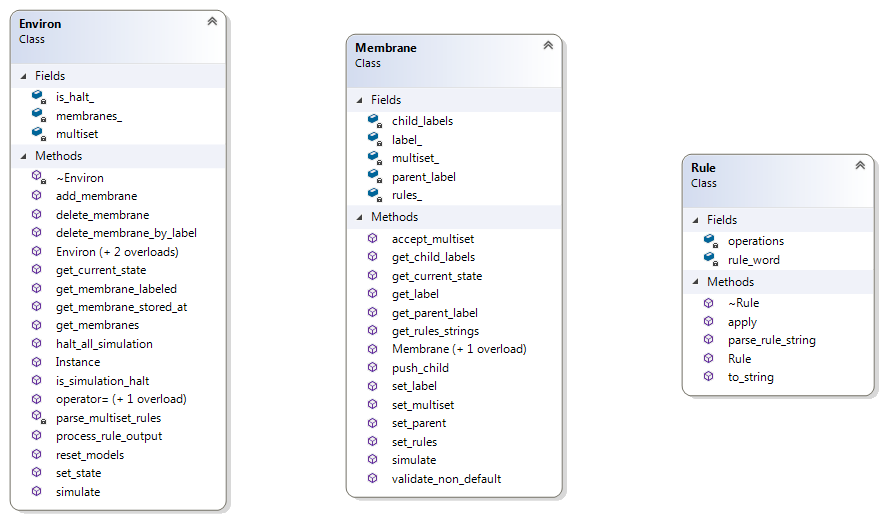 Environ
Class
Fields
is_halt_
membranes_
multiset
Methods
~Environ
add_membrane
delete_membrane
delete_membrane_by_label
Environ (+ 2 overloads)
get_current_state
get_membrane_labeled
get_membrane_stored_at
get_membranes
halt_all_simulation
Instance
is_simulation_halt
operator= (+ 1 overload)
parse_multiset_rules
process_rule_output
reset_models
set_state
simulate
Membrane
Class
Fields
child_labels
label_
multiset_
parent_label
rules_
Methods
accept_multiset
get_child_labels
get_current_state
get_label
get_parent_label
get_rules_strings
Membrane (+ 1 overload)
push_child
set_label
set_multiset
set_parent
set_rules
simulate
validate_non_default
Rule
Class
Fields
operations
rule_word
Methods
~Rule
apply
parse_rule_string
Rule
to_string